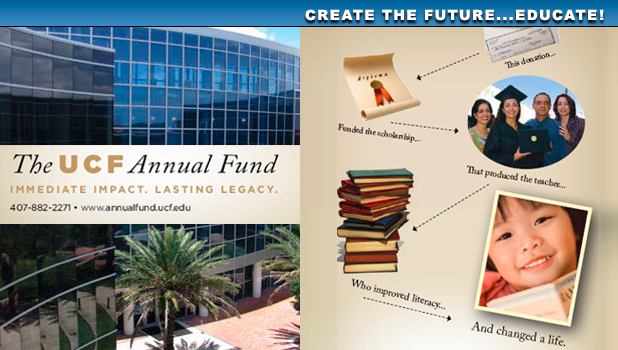 CREATE THE FUTURE...EDUCATE!
The UCF Annual Fund
IMMEDIATE IMPACT. LASTING LEGACY.
407-882-2271 • www.annualfund.ucf.edu
This donation...
diploma
Funded the scholarship...
That produced the teacher...
Who improved literacy...
And changed a life.